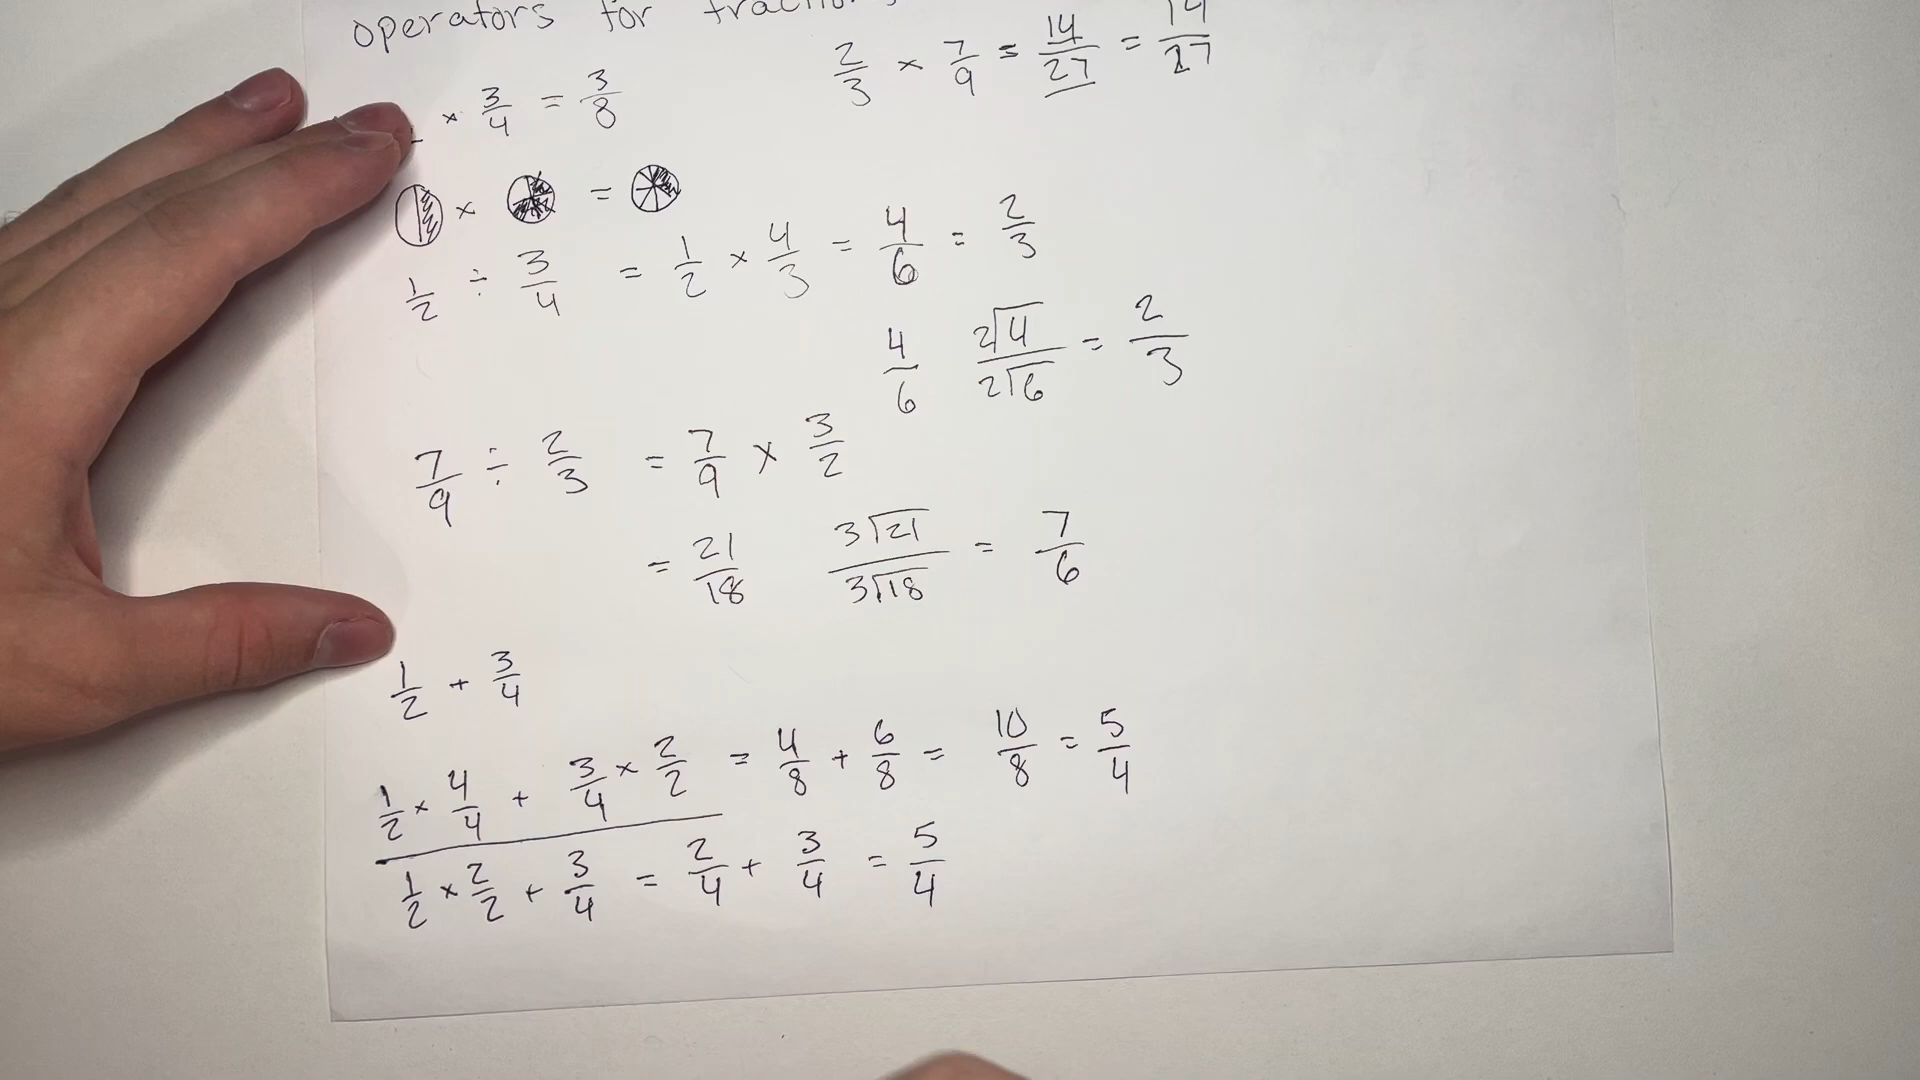 operators for fractions
2/3 × 7/9 = 14/27 = 14/27
× 3/4 = 3/8
× =
1/2 ÷ 3/4 = 1/2 × 4/3 = 4/6 = 2/3
4/6 2√4/2√6 = 2/3
7/9 ÷ 2/3 = 7/9 × 3/2
= 21/18 3√21/3√18 = 7/6
1/2 + 3/4
1/2 × 4/4 + 3/4 × 2/2 = 4/8 + 6/8 = 10/8 = 5/4
1/2 × 2/2 + 3/4 = 2/4 + 3/4 = 5/4